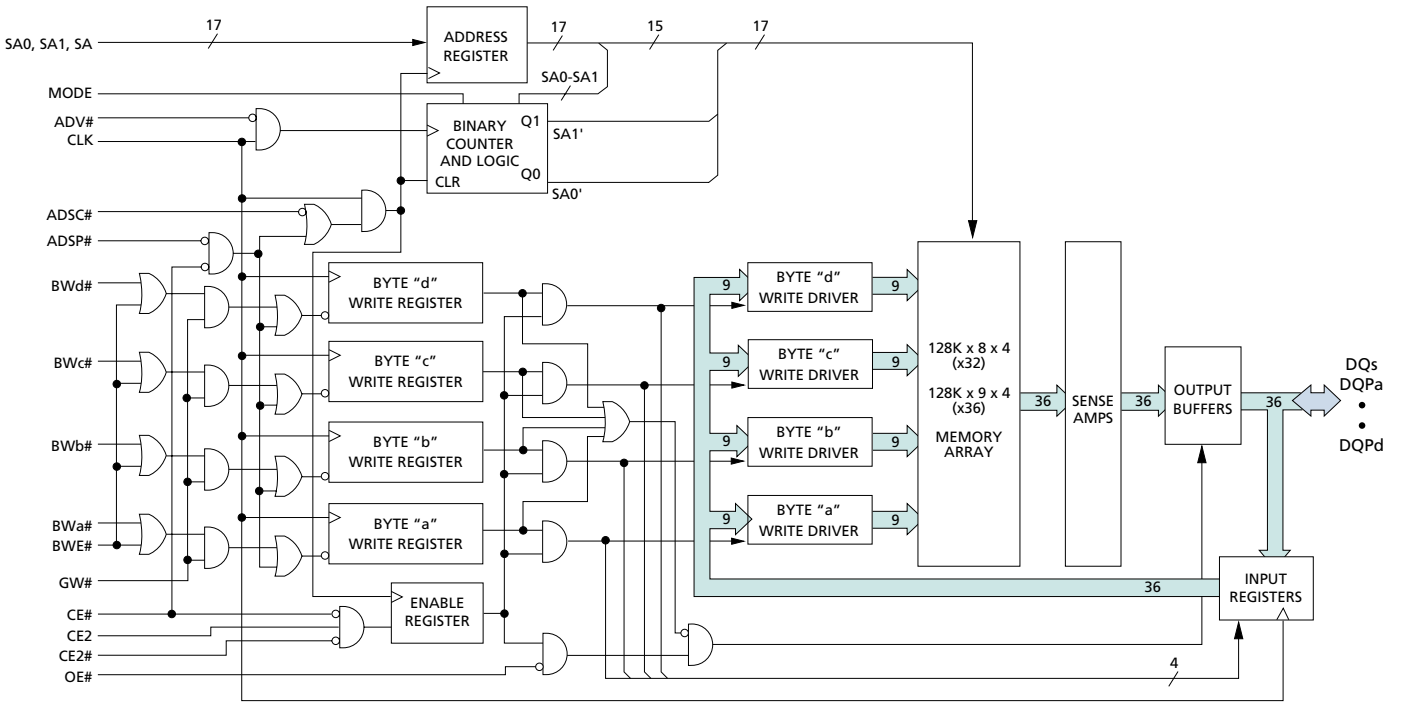 SA0, SA1, SA
17
ADDRESS
REGISTER
17
15
17
SA0-SA1
MODE
ADV#
CLK
BINARY
COUNTER
AND LOGIC
Q1
SA1'
Q0
SA0'
CLR
ADSC#
ADSP#
BWd#
BYTE “d”
WRITE REGISTER
9
BYTE “d”
WRITE DRIVER
9
BWc#
BYTE “c”
WRITE REGISTER
9
BYTE “c”
WRITE DRIVER
9
BWb#
BYTE “b”
WRITE REGISTER
9
BYTE “b”
WRITE DRIVER
9
BWa#
BWE#
BYTE “a”
WRITE REGISTER
9
BYTE “a”
WRITE DRIVER
9
128K x 8 x 4
(x32)
128K x 9 x 4
(x36)
MEMORY
ARRAY
36
SENSE
AMPS
36
OUTPUT
BUFFERS
36
DQs
DQPa
•
•
DQPd
GW#
CE#
CE2
CE2#
OE#
ENABLE
REGISTER
36
INPUT
REGISTERS
4